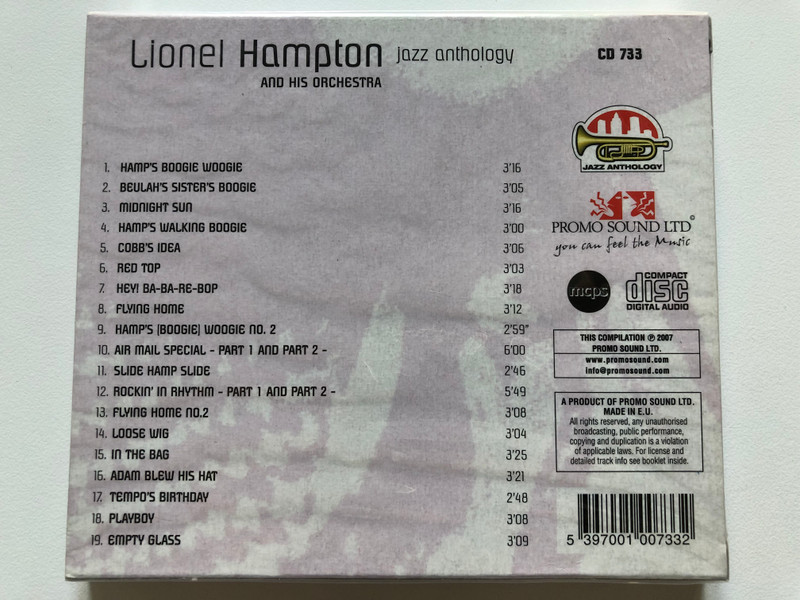 Lionel Hampton jazz anthology
AND HIS ORCHESTRA
CD 733
1. HAMP'S BOOGIE WOOGIE 3'16
2. BEULAH'S SISTER'S BOOGIE 3'05
3. MIDNIGHT SUN 3'16
4. HAMP'S WALKING BOOGIE 3'00
5. COBB'S IDEA 3'06
6. RED TOP 3'03
7. HEY! BA-BA-RE-BOP 3'18
8. FLYING HOME 3'12
9. HAMP'S (BOOGIE) WOOGIE NO. 2 2'59"
10. AIR MAIL SPECIAL - PART 1 AND PART 2 - 6'00
11. SLIDE HAMP SLIDE 2'46
12. ROCKIN' IN RHYTHM - PART 1 AND PART 2 - 5'49
13. FLYING HOME NO.2 3'08
14. LOOSE WIG 3'04
15. IN THE BAG 3'25
16. ADAM BLEW HIS HAT 3'21
17. TEMPO'S BIRTHDAY 2'48
18. PLAYBOY 3'08
19. EMPTY GLASS 3'09
JAZZ ANTHOLOGY
PROMO SOUND LTD©
you can feel the Music
mcps
COMPACT
disc
DIGITAL AUDIO
THIS COMPILATION ℗ 2007
PROMO SOUND LTD.
www.promosound.com
info@promosound.com
A PRODUCT OF PROMO SOUND LTD.
MADE IN E.U.
All rights reserved, any unauthorised
broadcasting, public performance,
copying and duplication is a violation
of applicable laws. For license and
detailed track info see booklet inside.
5 397001 007332